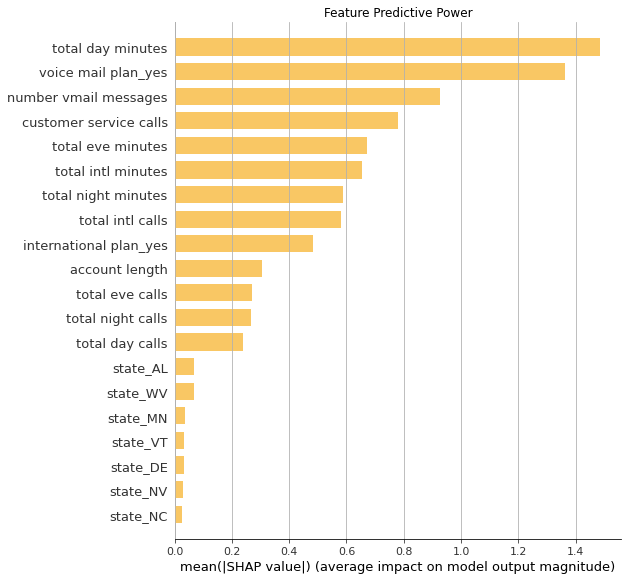 Feature Predictive Power
total day minutes
voice mail plan_yes
number vmail messages
customer service calls
total eve minutes
total intl minutes
total night minutes
total intl calls
international plan_yes
account length
total eve calls
total night calls
total day calls
state_AL
state_WV
state_MN
state_VT
state_DE
state_NV
state_NC
0.0 0.2 0.4 0.6 0.8 1.0 1.2 1.4
mean(|SHAP value|) (average impact on model output magnitude)